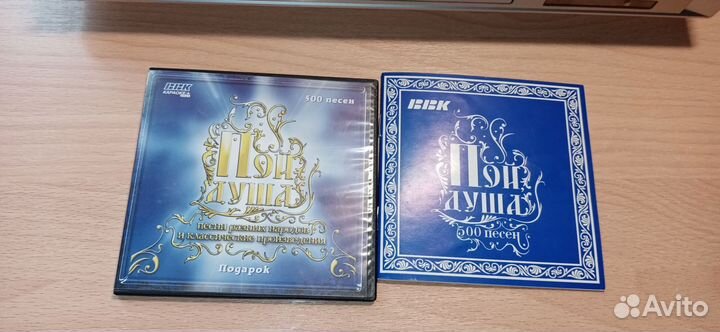 BBK
КАРАОКЕ-К
500 песен
Пой
душа
песни разных народов
и классические произведения
Подарок
BBK
Пой
душа
500 песен
Avito